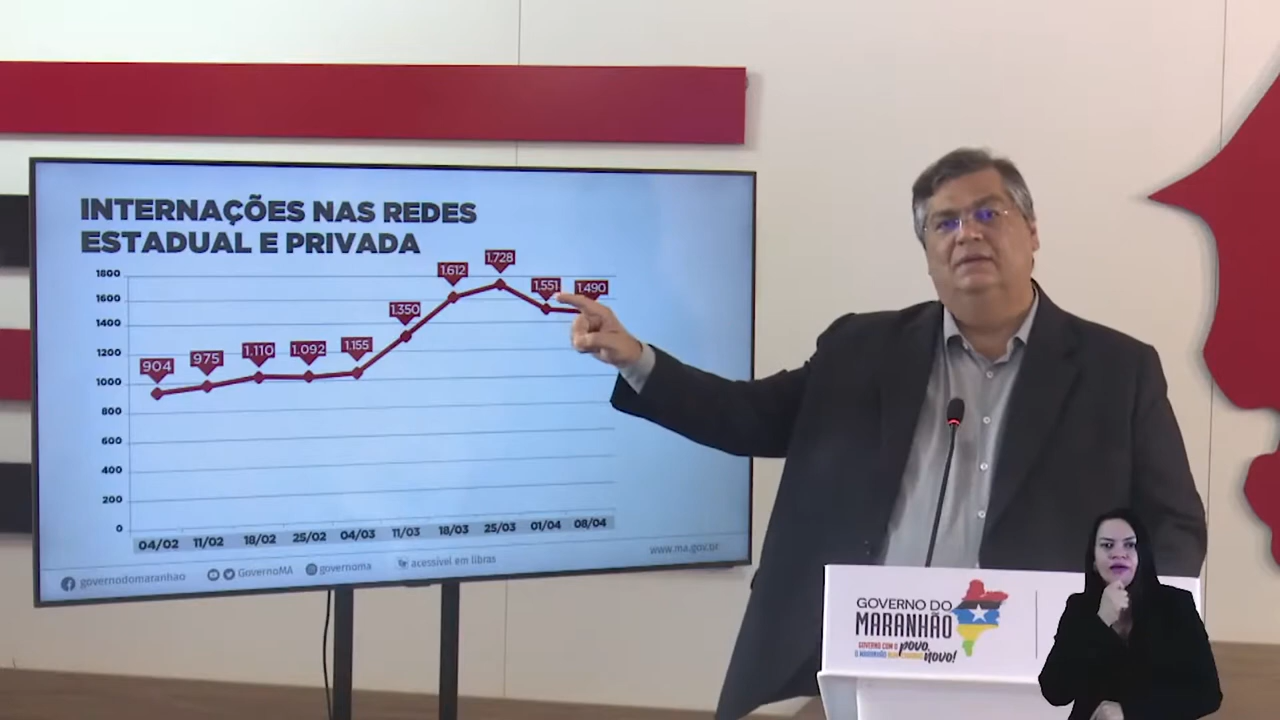 INTERNAÇÕES NAS REDES
ESTADUAL E PRIVADA
1800
1600
1400
1200
1000
800
600
400
200
0
904
975
1.110
1.092
1.155
1.350
1.612
1.728
1.551
1.490
04/02 11/02 18/02 25/02 04/03 11/03 18/03 25/03 01/04 08/04
governodomaranhao GovernoMA governoma acessível em libras www.ma.gov.br
GOVERNO DO
MARANHÃO
GOVERNO COM O povo,
O MARANHÃO novo!